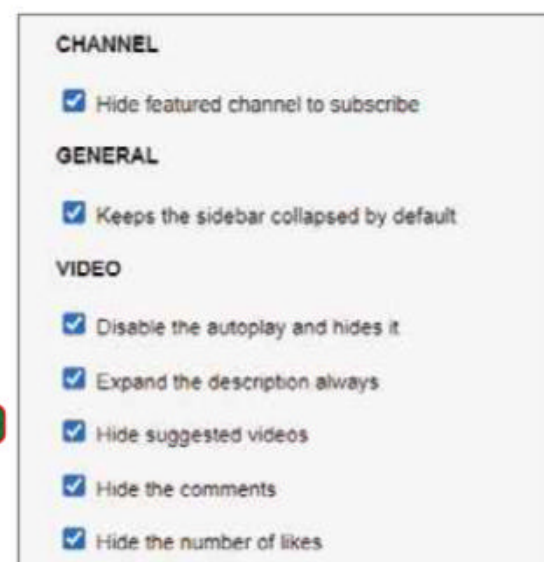 CHANNEL
Hide featured channel to subscribe
GENERAL
Keeps the sidebar collapsed by default
VIDEO
Disable the autoplay and hides it
Expand the description always
Hide suggested videos
Hide the comments
Hide the number of likes